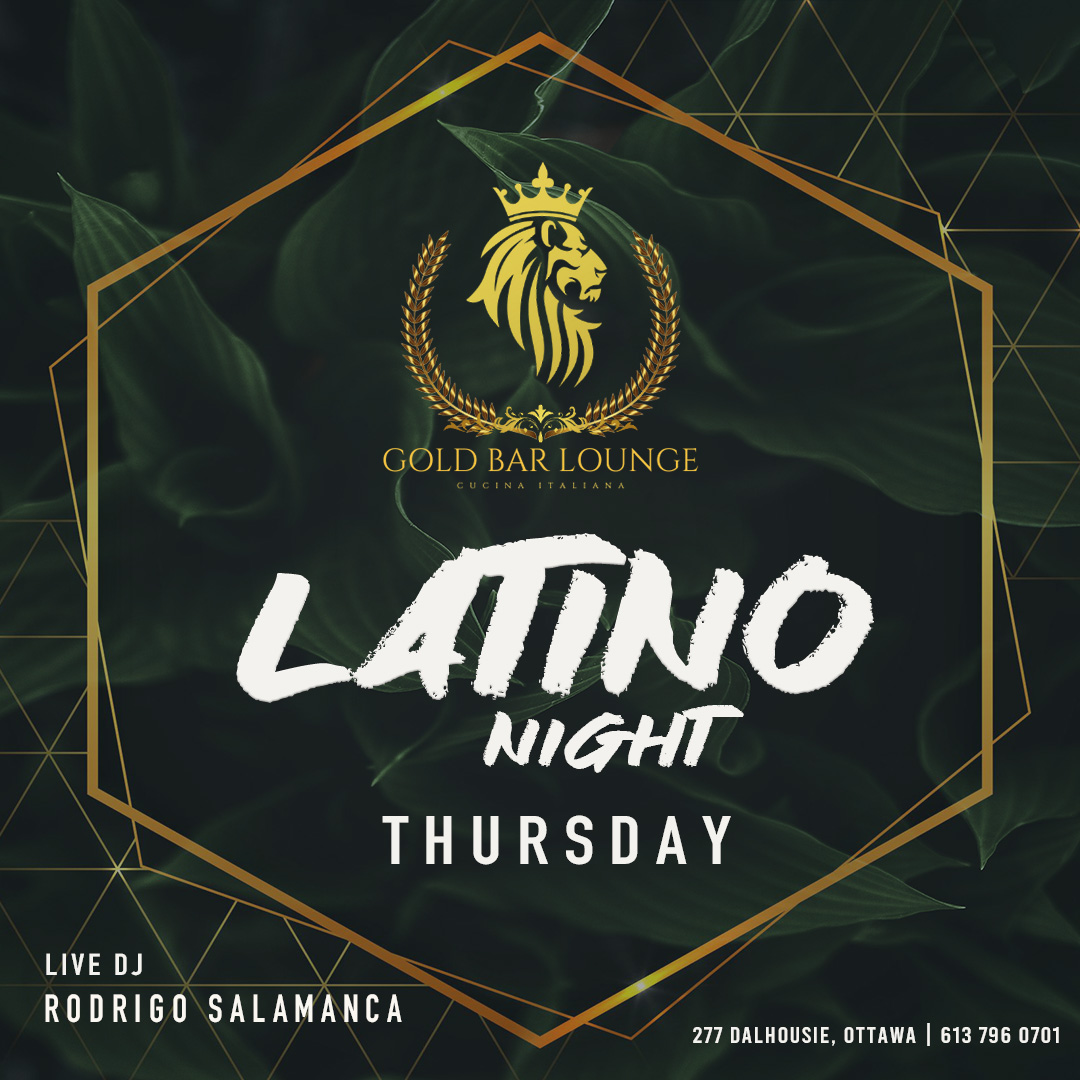 GOLD BAR LOUNGE
CUCINA ITALIANA
LATINO
NIGHT
THURSDAY
LIVE DJ
RODRIGO SALAMANCA
277 DALHOUSIE, OTTAWA | 613 796 0701